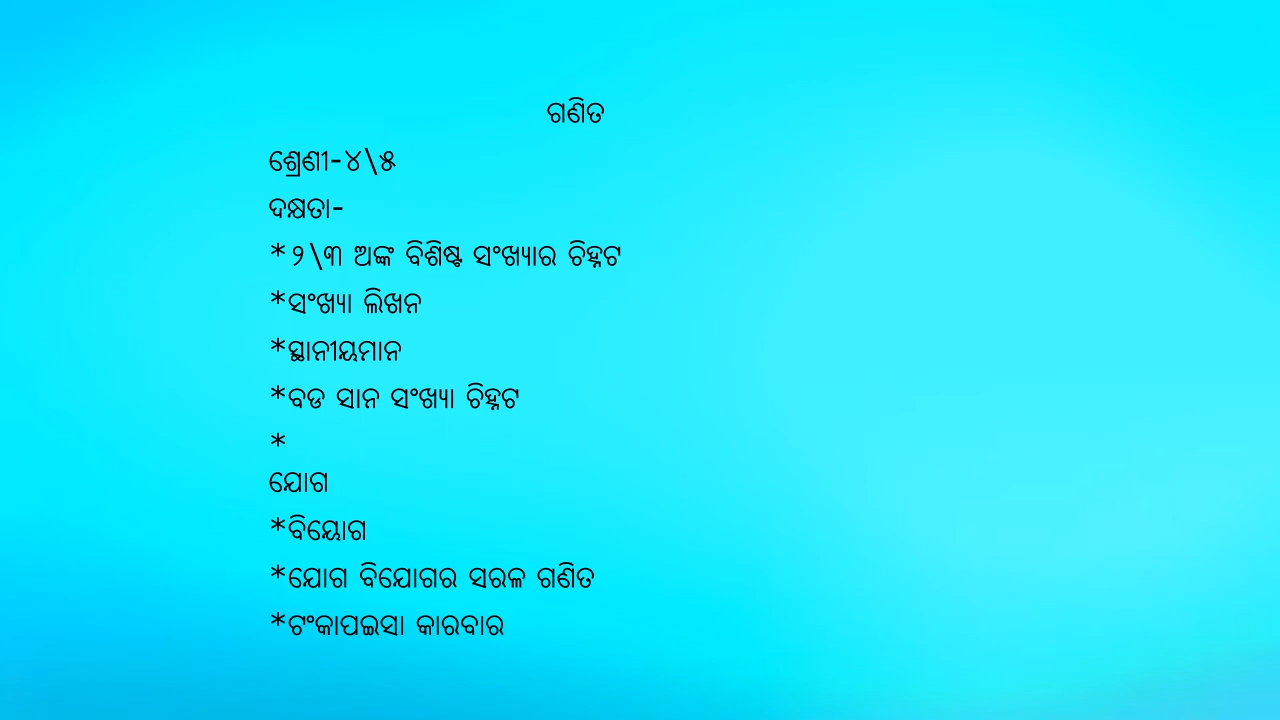 ଗଣିତ
ଶ୍ରେଣୀ-୪\୫
ଦକ୍ଷତା-
*୨\୩ ଅଙ୍କ ବିଶିଷ୍ଟ ସଂଖ୍ୟାର ଚିହ୍ନଟ
*ସଂଖ୍ୟା ଲିଖନ
*ସ୍ଥାନୀୟମାନ
*ବଡ ସାନ ସଂଖ୍ୟା ଚିହ୍ନଟ
*
ଯୋଗ
*ବିୟୋଗ
*ଯୋଗ ବିଯୋଗର ସରଳ ଗଣିତ
*ଟଂକାପଇସା କାରବାର